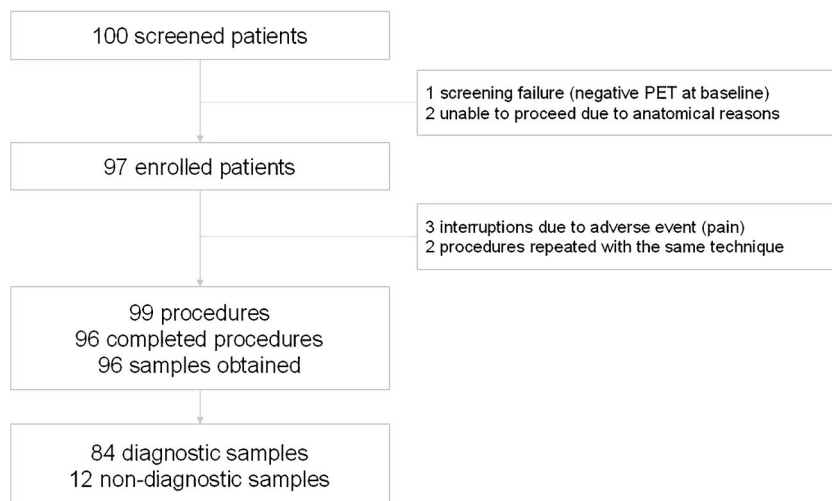 100 screened patients
1 screening failure (negative PET at baseline)
2 unable to proceed due to anatomical reasons
97 enrolled patients
3 interruptions due to adverse event (pain)
2 procedures repeated with the same technique
99 procedures
96 completed procedures
96 samples obtained
84 diagnostic samples
12 non-diagnostic samples